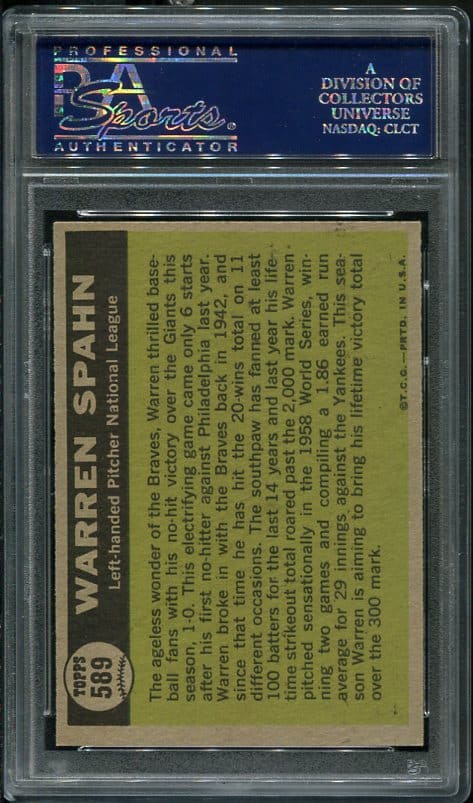 PROFESSIONAL
PSA
Sports®
AUTHENTICATOR
A
DIVISION OF
COLLECTORS
UNIVERSE
NASDAQ: CLCT
TOPPS
589
WARREN SPAHN
Left-handed Pitcher National League
The ageless wonder of the Braves, Warren thrilled base-
ball fans with his no-hit victory over the Giants this
season, 1-0. This electrifying game came only 6 starts
after his first no-hitter against Philadelphia last year.
Warren broke in with the Braves back in 1942, and
since that time he has hit the 20-wins total on 11
different occasions. The southpaw has fanned at least
100 batters for the last 14 years and last year his life-
time strikeout total roared past the 2,000 mark. Warren
pitched sensationally in the 1958 World Series, win-
ning two games and compiling a 1.86 earned run
average for 29 innings against the Yankees. This sea-
son Warren is aiming to bring his lifetime victory total
over the 300 mark.
©T.C.G.—PRTD. IN U.S.A.